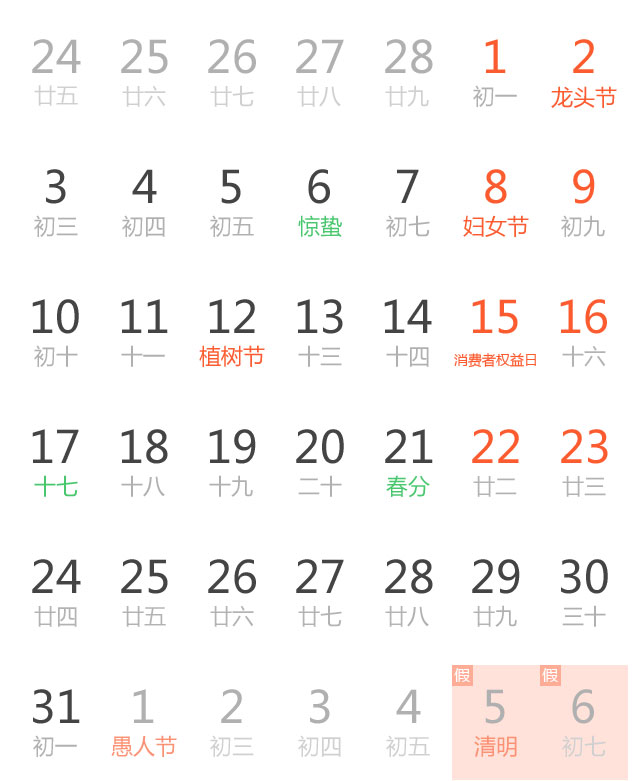 24 25 26 27 28 1 2
廿五 廿六 廿七 廿八 廿九 初一 龙头节
3 4 5 6 7 8 9
初三 初四 初五 惊蛰 初七 妇女节 初九
10 11 12 13 14 15 16
初十 十一 植树节 十三 十四 消费者权益日 十六
17 18 19 20 21 22 23
十七 十八 十九 二十 春分 廿二 廿三
24 25 26 27 28 29 30
廿四 廿五 廿六 廿七 廿八 廿九 三十
假 假
31 1 2 3 4 5 6
初一 愚人节 初三 初四 初五 清明 初七